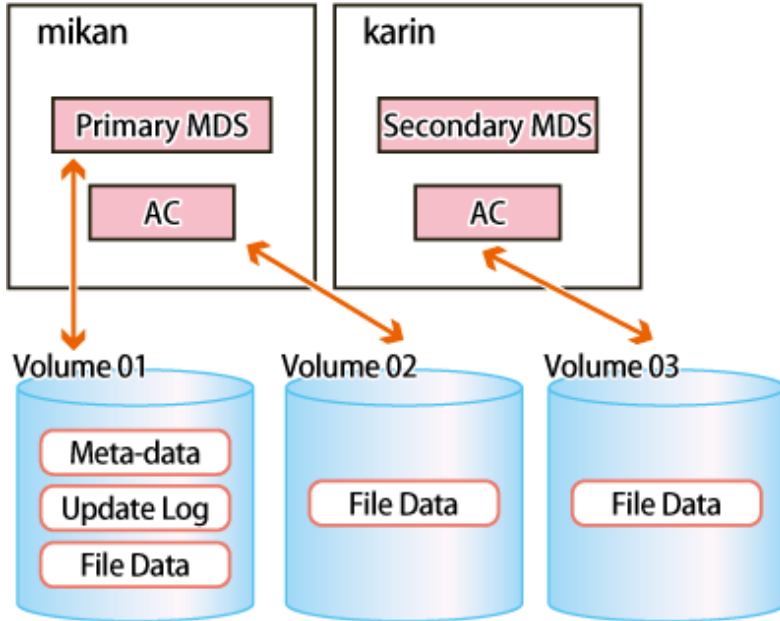 mikan
karin
Primary MDS
Secondary MDS
AC
AC
Volume 01
Volume 02
Volume 03
Meta-data
Update Log
File Data
File Data
File Data